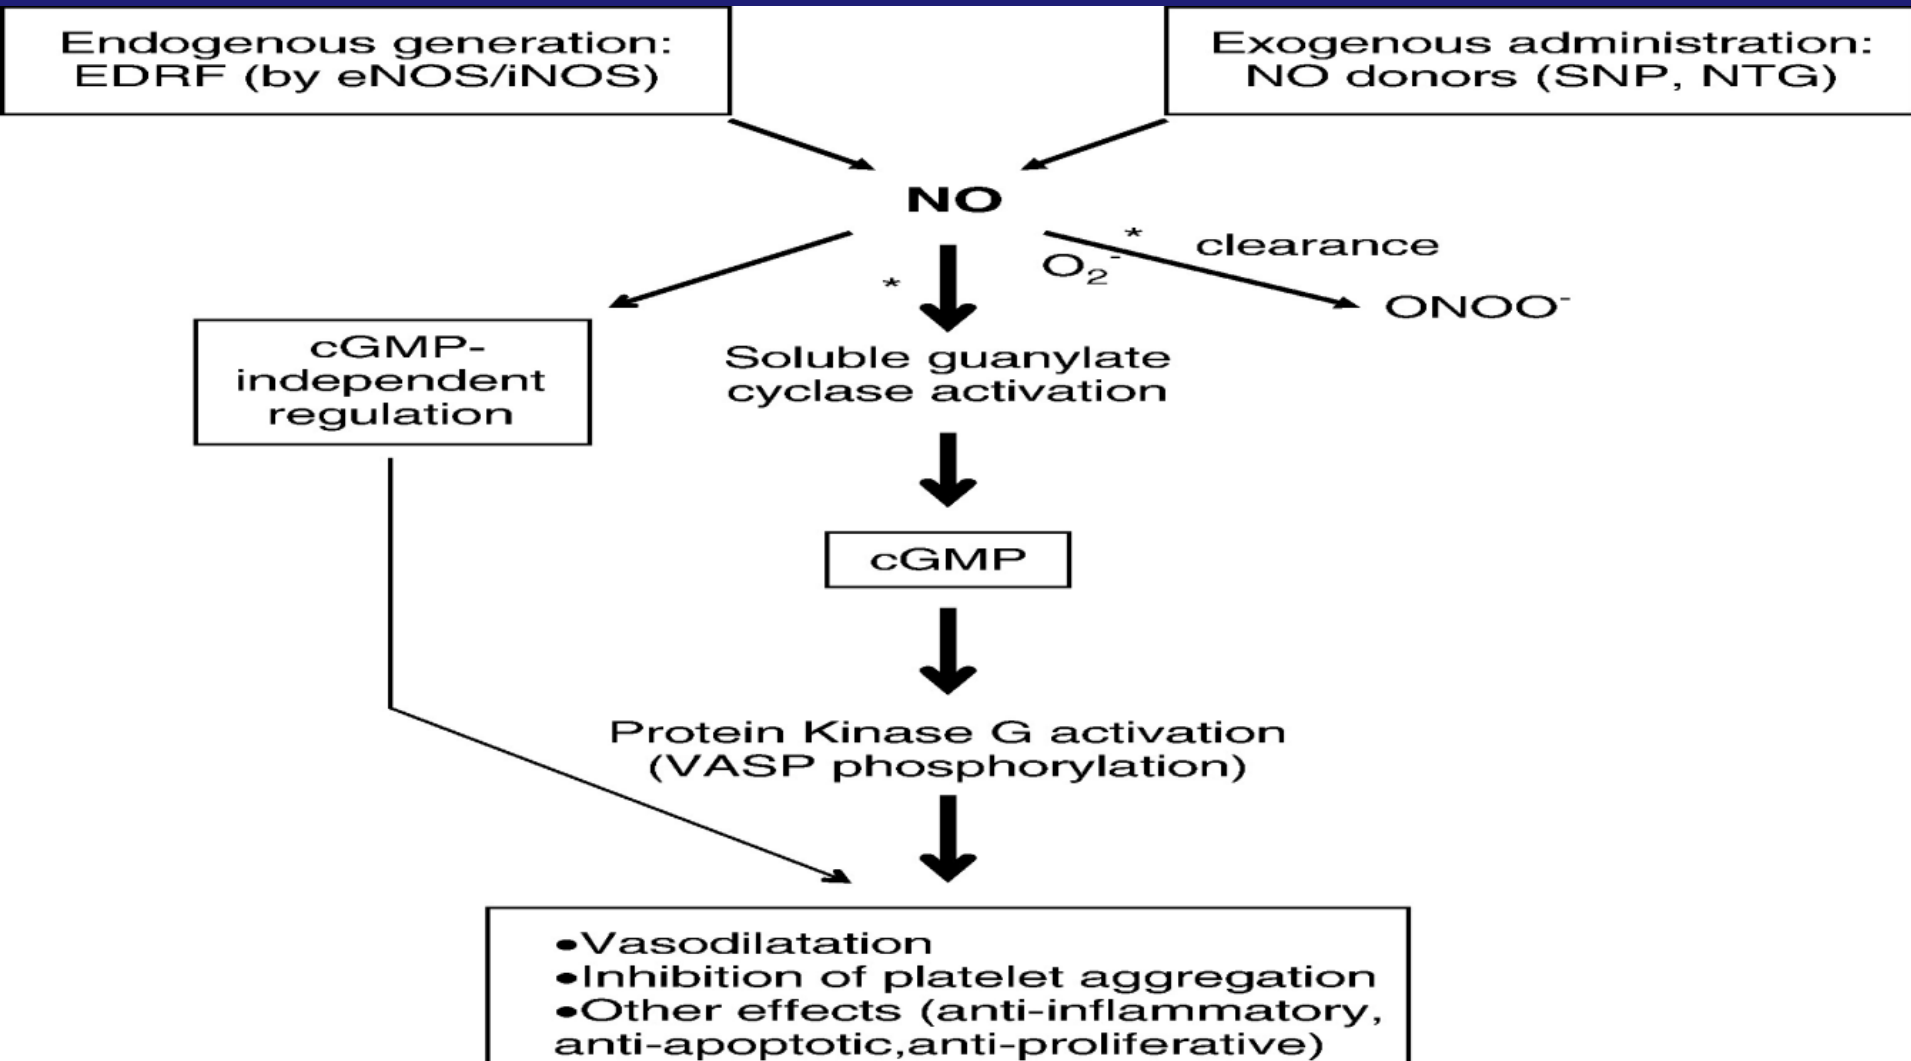 Endogenous generation:
EDRF (by eNOS/iNOS)
Exogenous administration:
NO donors (SNP, NTG)
NO
* clearance
O₂⁻
*
ONOO⁻
cGMP-
independent
regulation
Soluble guanylate
cyclase activation
cGMP
Protein Kinase G activation
(VASP phosphorylation)
•Vasodilatation
•Inhibition of platelet aggregation
•Other effects (anti-inflammatory,
anti-apoptotic,anti-proliferative)